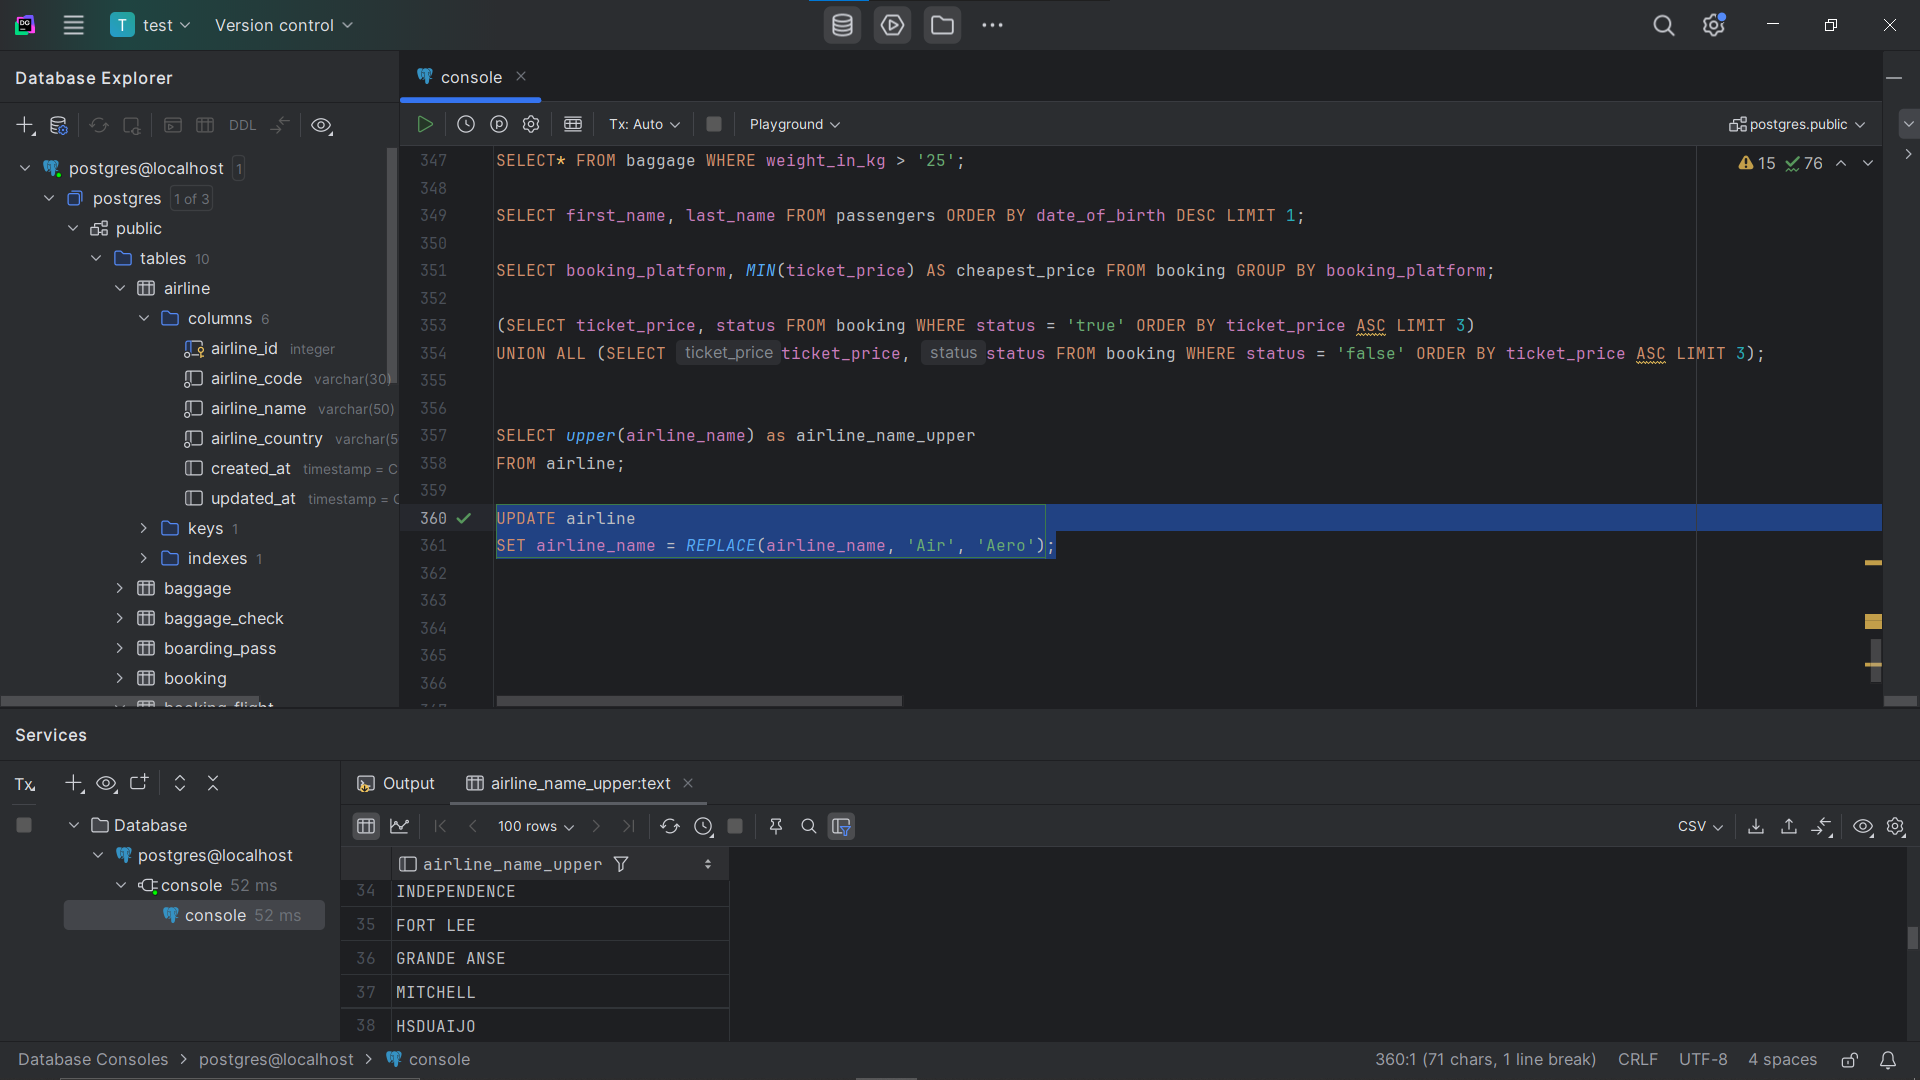 T test Version control
Database Explorer
DDL
postgres@localhost 1
postgres 1 of 3
public
tables 10
airline
columns 6
airline_id integer
airline_code varchar(30)
airline_name varchar(50)
airline_country varchar(5
created_at timestamp = C
updated_at timestamp = C
keys 1
indexes 1
baggage
baggage_check
boarding_pass
booking
booking_flight
console
Tx: Auto Playground postgres.public
15 76
347 SELECT* FROM baggage WHERE weight_in_kg > '25';
348
349 SELECT first_name, last_name FROM passengers ORDER BY date_of_birth DESC LIMIT 1;
350
351 SELECT booking_platform, MIN(ticket_price) AS cheapest_price FROM booking GROUP BY booking_platform;
352
353 (SELECT ticket_price, status FROM booking WHERE status = 'true' ORDER BY ticket_price ASC LIMIT 3)
354 UNION ALL (SELECT ticket_price ticket_price, status status FROM booking WHERE status = 'false' ORDER BY ticket_price ASC LIMIT 3);
355
356
357 SELECT upper(airline_name) as airline_name_upper
358 FROM airline;
359
360 UPDATE airline
361 SET airline_name = REPLACE(airline_name, 'Air', 'Aero');
362
363
364
365
366
Services
Tx
Database
postgres@localhost
console 52 ms
console 52 ms
Output airline_name_upper:text
100 rows CSV
airline_name_upper
34 INDEPENDENCE
35 FORT LEE
36 GRANDE ANSE
37 MITCHELL
38 HSDUAIJO
Database Consoles > postgres@localhost > console
360:1 (71 chars, 1 line break) CRLF UTF-8 4 spaces